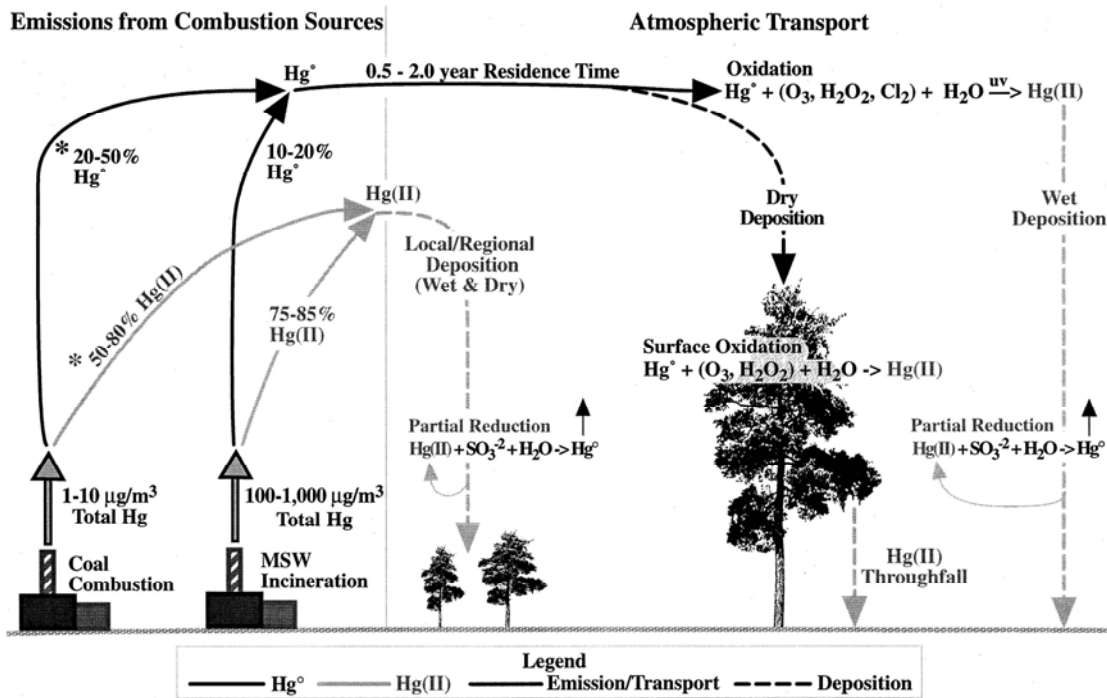 Emissions from Combustion Sources
Atmospheric Transport
Hg°
0.5 - 2.0 year Residence Time
Oxidation
Hg° + (O3, H2O2, Cl2) + H2O uv—> Hg(II)
* 20-50%
Hg°
10-20%
Hg°
Hg(II)
* 50-80% Hg(II)
75-85%
Hg(II)
Local/Regional
Deposition
(Wet & Dry)
Dry
Deposition
Wet
Deposition
Surface Oxidation
Hg° + (O3, H2O2) + H2O -> Hg(II)
Partial Reduction
Hg(II)+SO3-2+H2O->Hg°
Partial Reduction
Hg(II)+SO3-2+H2O->Hg°
1-10 µg/m3
Total Hg
100-1,000 µg/m3
Total Hg
Coal
Combustion
MSW
Incineration
Hg(II)
Throughfall
Legend
Hg°
Hg(II)
Emission/Transport
Deposition